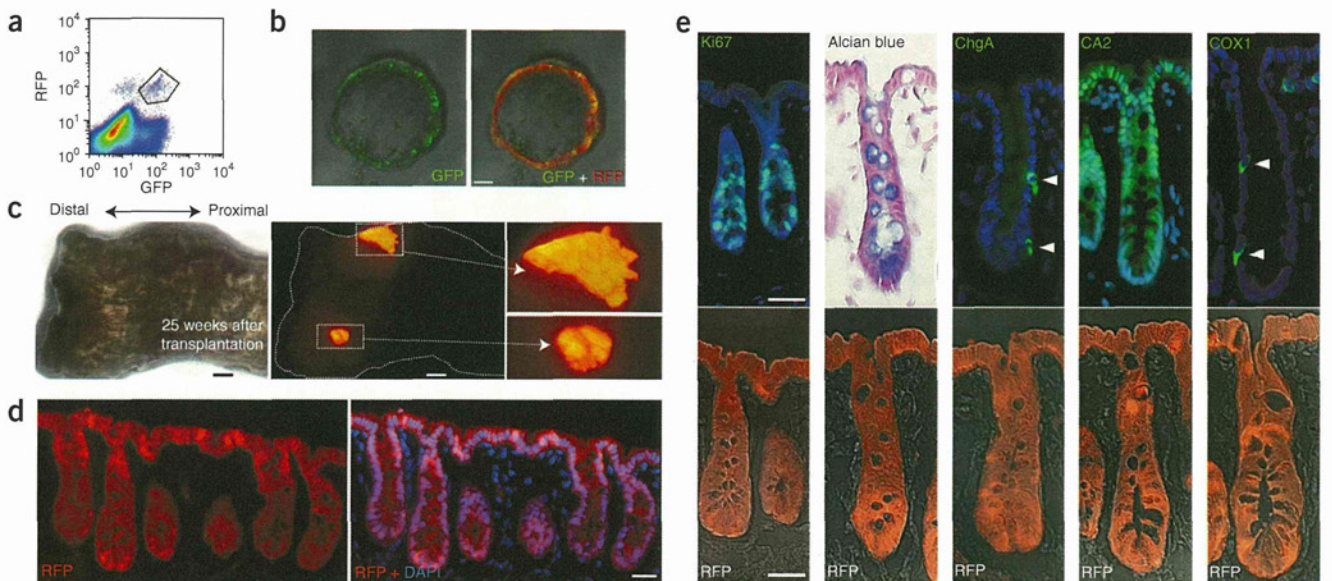 a
10⁴
10³
10²
10¹
10⁰
RFP
10⁰ 10¹ 10² 10³ 10⁴
GFP
b
GFP
GFP + RFP
c
Distal
Proximal
25 weeks after
transplantation
d
RFP
RFP + DAPI
e
Ki67
Alcian blue
ChgA
CA2
COX1
RFP
RFP
RFP
RFP
RFP